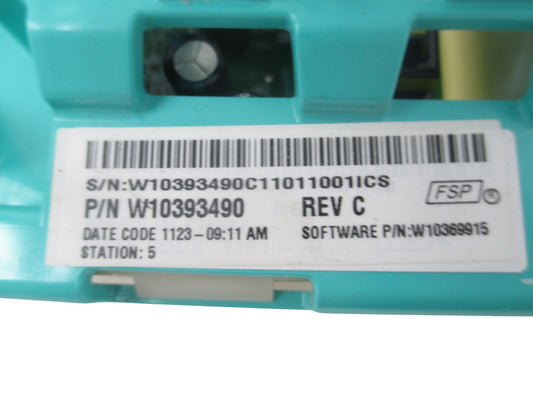 S/N:W10393490C11011001ICS
P/N W10393490 REV C FSP ®
DATE CODE 1123-09:11 AM SOFTWARE P/N:W10369915
STATION: 5